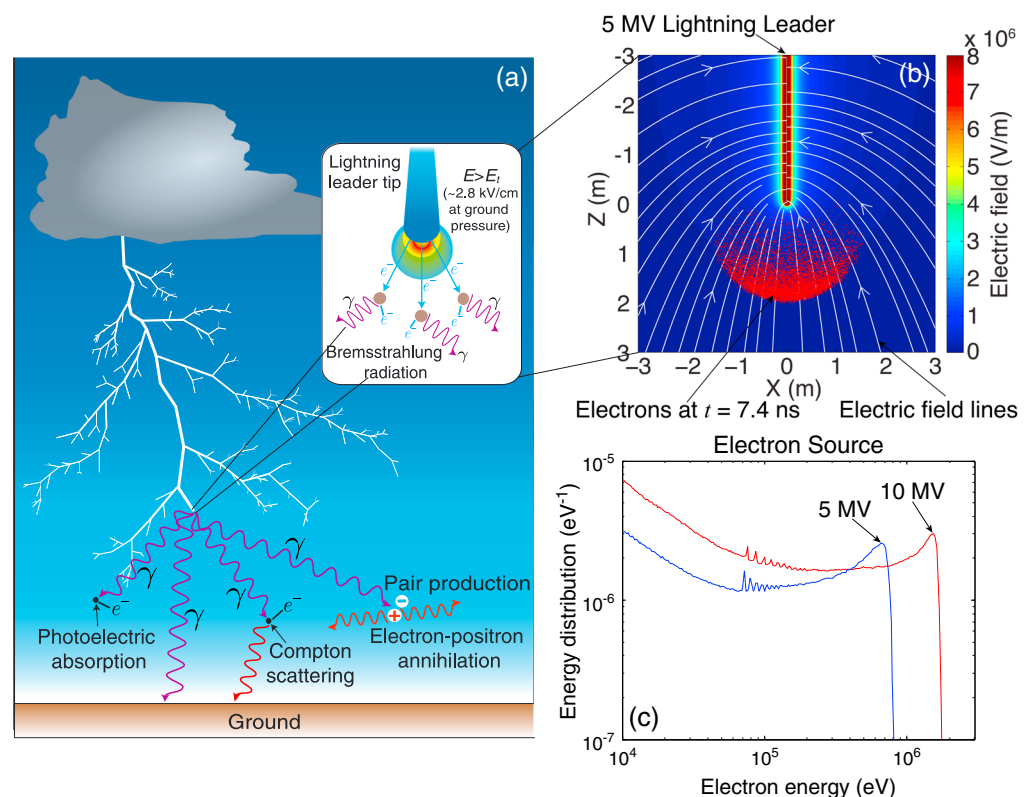 (a)
Lightning
leader tip
E>Eₜ
(~2.8 kV/cm
at ground
pressure)
e⁻
e⁻
e⁻
γ
γ
e⁻
e⁻
e⁻
γ
Bremsstrahlung
radiation
γ
γ
γ
γ
e⁻
e⁻
Photoelectric
absorption
Compton
scattering
Pair production
−
+
Electron-positron
annihilation
Ground
5 MV Lightning Leader
(b)
x 10⁶
-3
-2
-1
0
1
2
3
Z (m)
−3 −2 −1 0 1 2 3
X (m)
8
7
6
5
4
3
2
1
0
Electric field (V/m)
Electrons at t = 7.4 ns
Electric field lines
Electron Source
10⁻⁵
10⁻⁶
10⁻⁷
Energy distribution (eV⁻¹)
5 MV
10 MV
(c)
10⁴ 10⁵ 10⁶
Electron energy (eV)